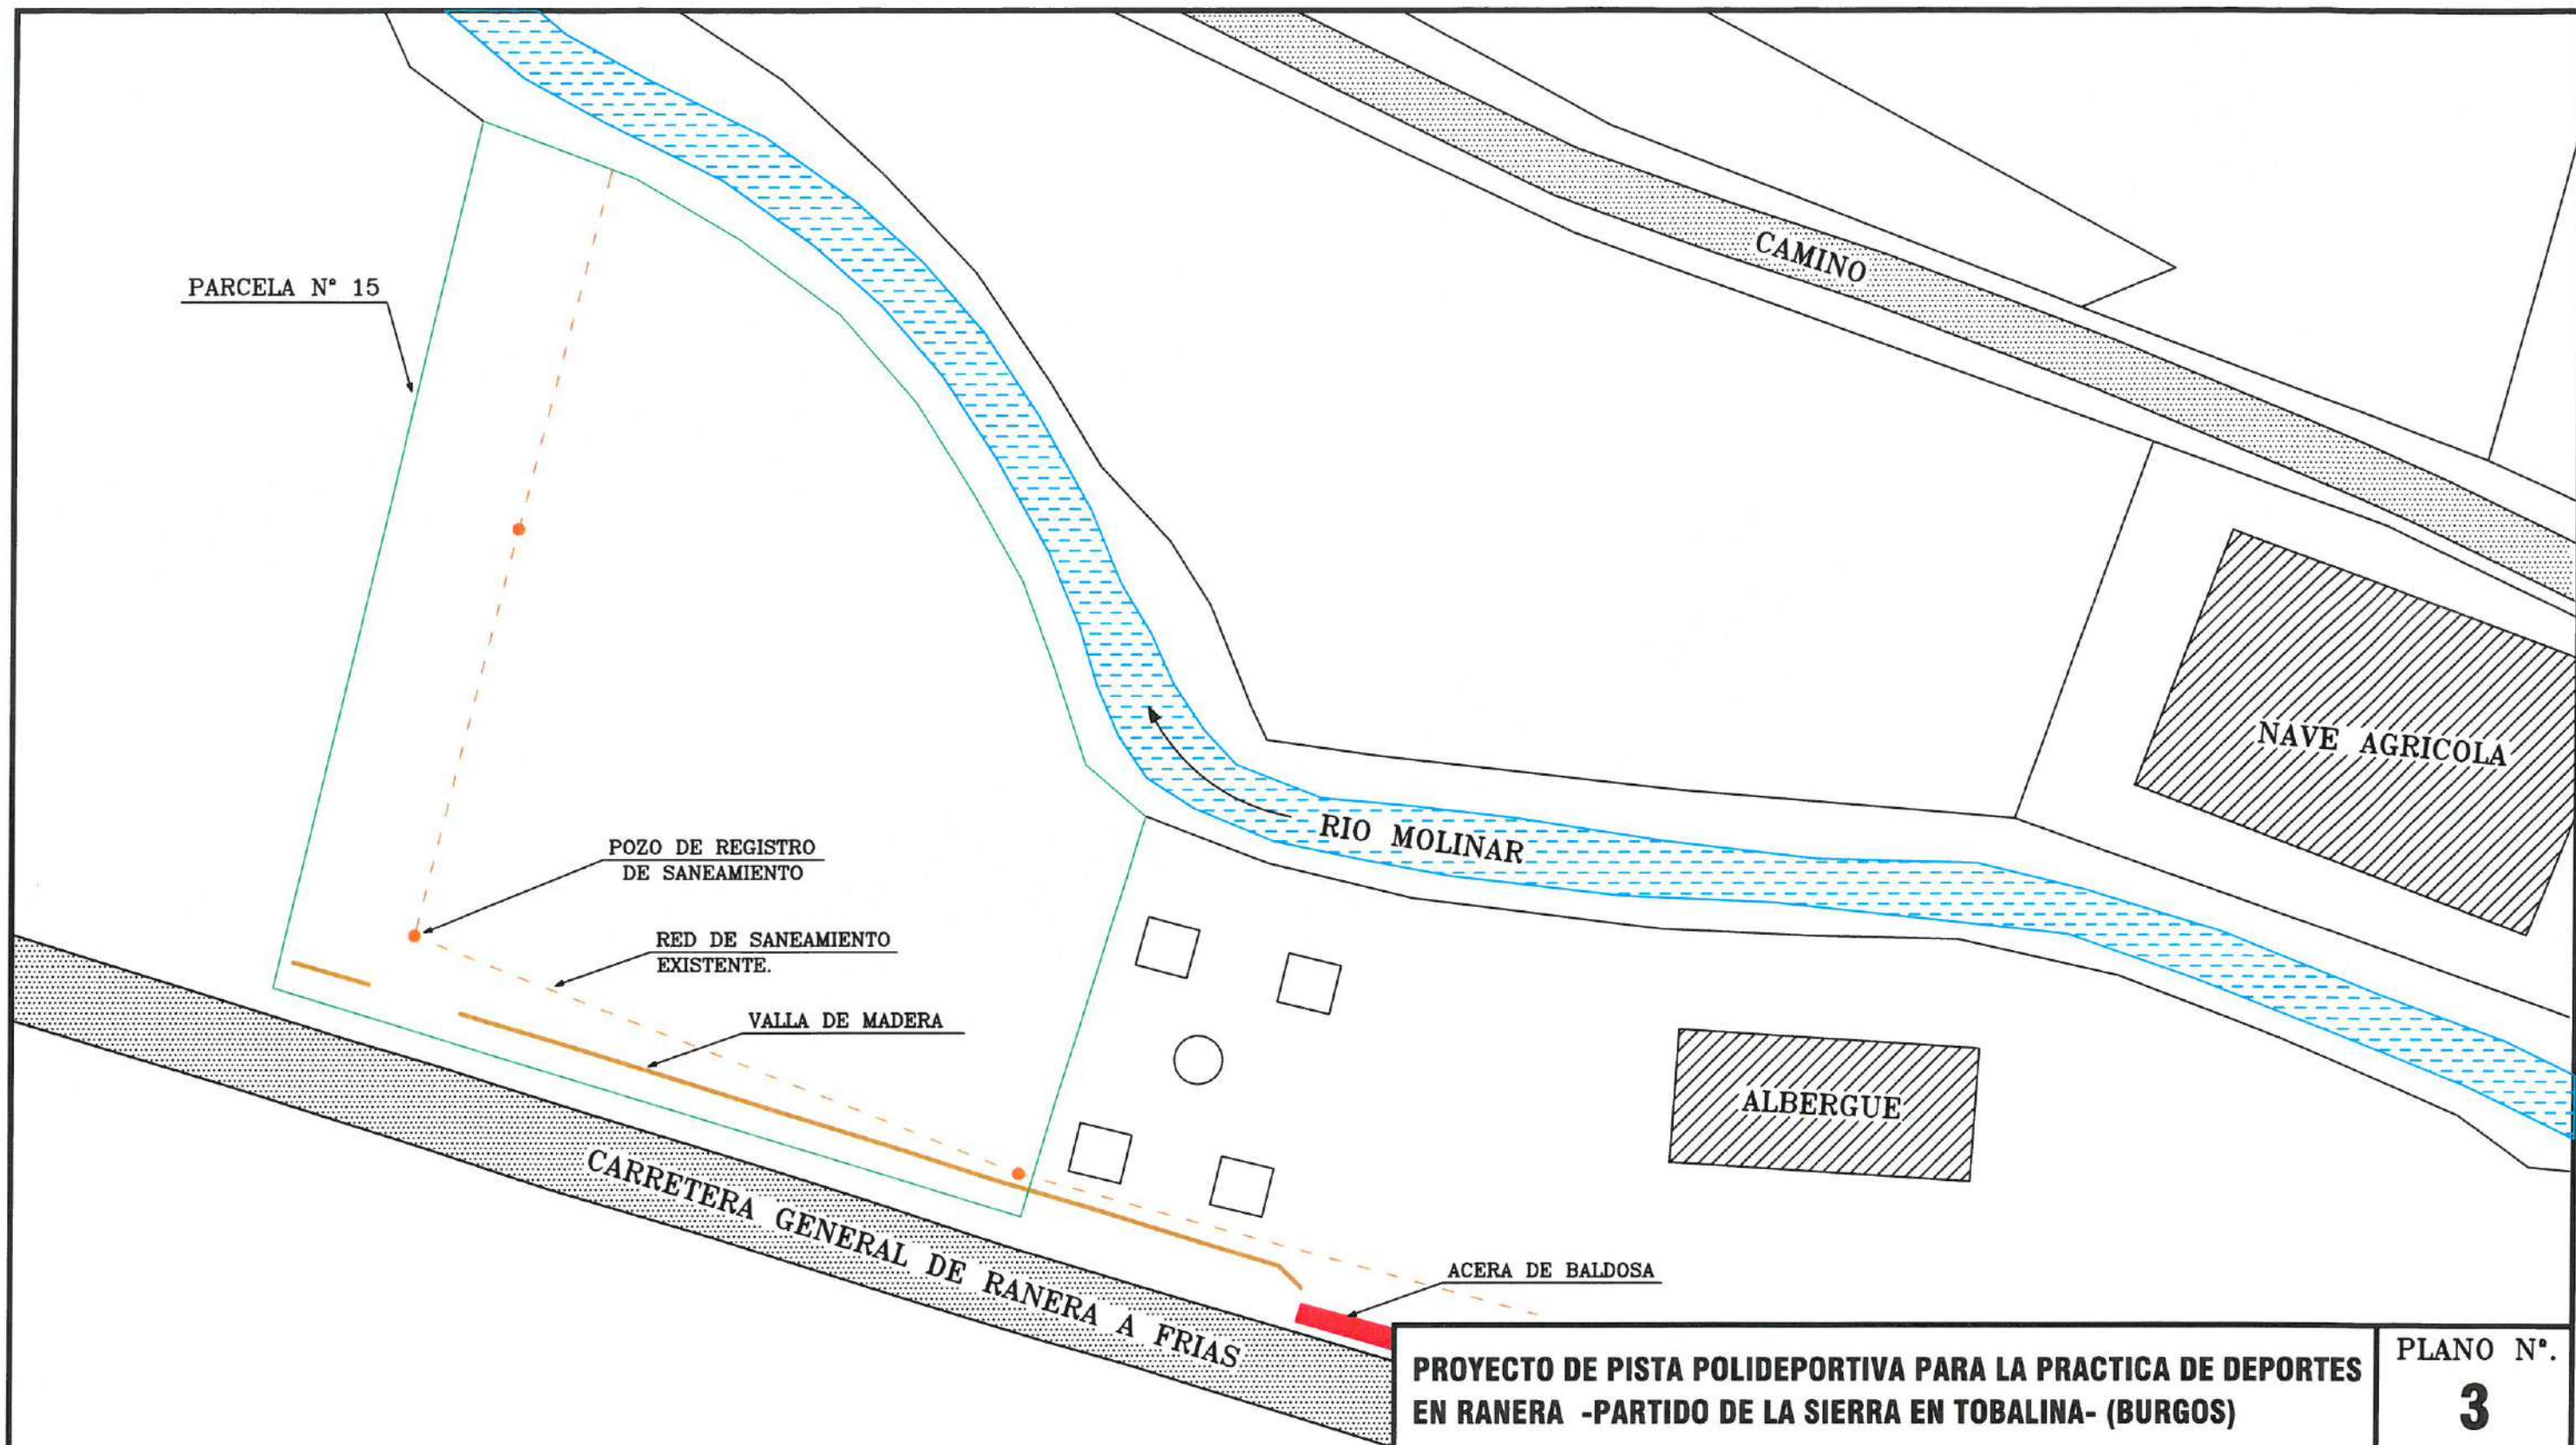 CAMINO
PARCELA Nº 15
NAVE AGRICOLA
RIO MOLINAR
POZO DE REGISTRO
DE SANEAMIENTO
RED DE SANEAMIENTO
EXISTENTE.
VALLA DE MADERA
ALBERGUE
CARRETERA GENERAL DE RANERA A FRIAS
ACERA DE BALDOSA
PROYECTO DE PISTA POLIDEPORTIVA PARA LA PRACTICA DE DEPORTES
EN RANERA -PARTIDO DE LA SIERRA EN TOBALINA- (BURGOS)
PLANO Nº.
3